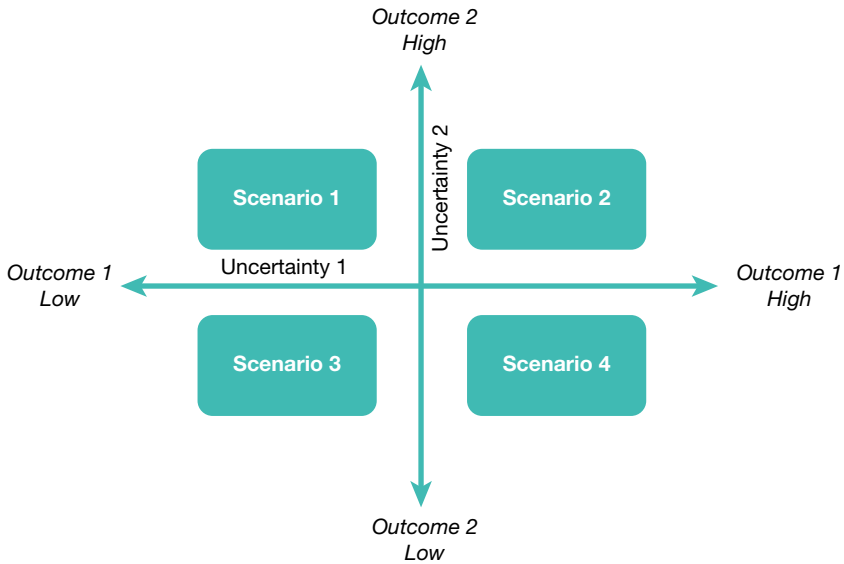 Outcome 2
High
Uncertainty 2
Scenario 1
Scenario 2
Uncertainty 1
Outcome 1
Low
Outcome 1
High
Scenario 3
Scenario 4
Outcome 2
Low